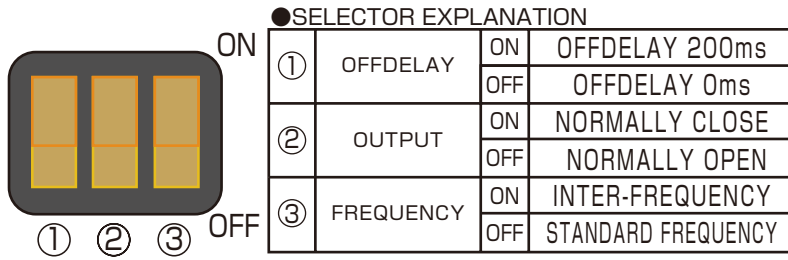 ●SELECTOR EXPLANATION
ON
OFF
① ② ③
① OFFDELAY ON OFFDELAY 200ms
OFF OFFDELAY 0ms
② OUTPUT ON NORMALLY CLOSE
OFF NORMALLY OPEN
③ FREQUENCY ON INTER-FREQUENCY
OFF STANDARD FREQUENCY